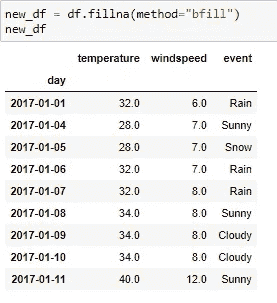 new_df = df.fillna(method="bfill")
new_df
temperature windspeed event
day
2017-01-01 32.0 6.0 Rain
2017-01-04 28.0 7.0 Sunny
2017-01-05 28.0 7.0 Snow
2017-01-06 32.0 7.0 Rain
2017-01-07 32.0 8.0 Rain
2017-01-08 34.0 8.0 Sunny
2017-01-09 34.0 8.0 Cloudy
2017-01-10 34.0 8.0 Cloudy
2017-01-11 40.0 12.0 Sunny